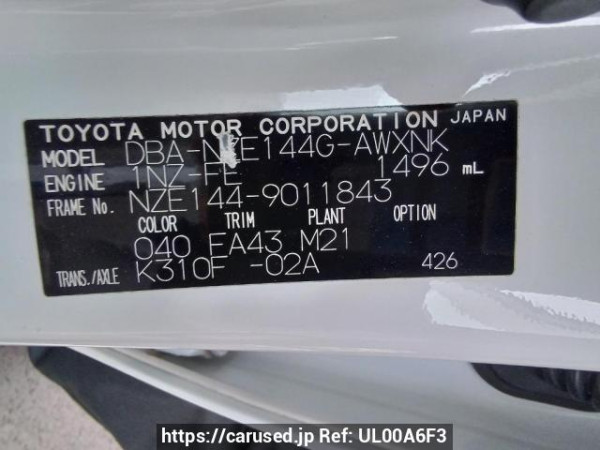 TOYOTA MOTOR CORPORATION JAPAN
MODEL DBA-NZE144G-AWXNK
ENGINE 1NZ-FE 1496 mL
FRAME No. NZE144-9011843
COLOR TRIM PLANT OPTION
040 FA43 M21
TRANS./AXLE K310F -02A 426
https://carused.jp Ref: UL00A6F3